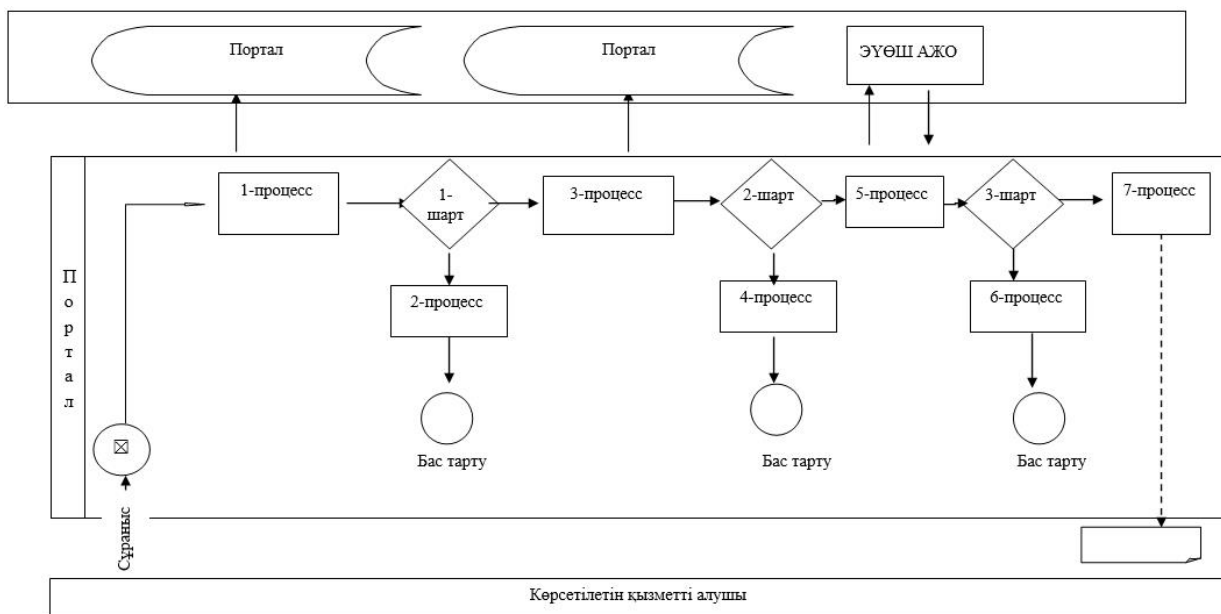 Портал
Портал
ЭҮӨШ АЖО
1-процесс
1-
шарт
3-процесс
2-шарт
5-процесс
3-шарт
7-процесс
Портал
2-процесс
4-процесс
6-процесс
Бас тарту
Бас тарту
Бас тарту
Сұраныс
Көрсетілетін қызметті алушы